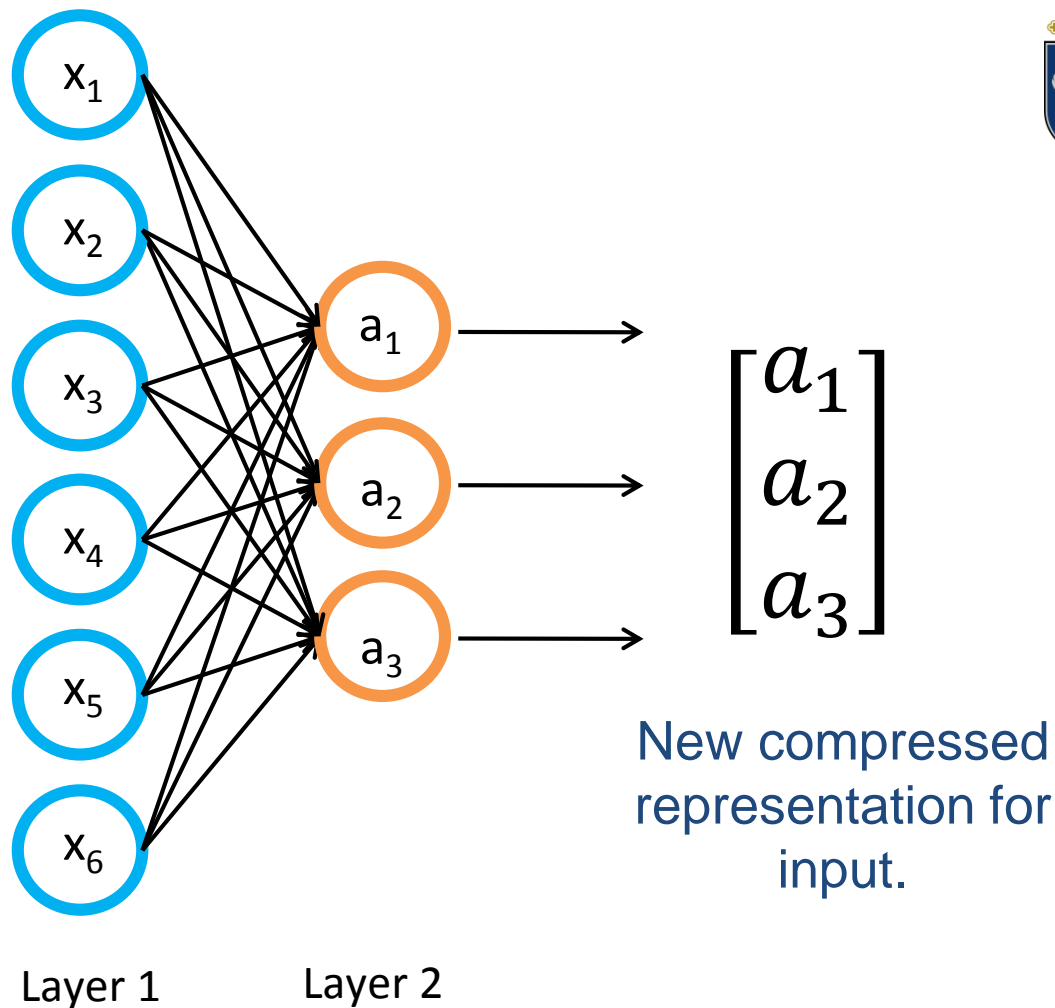 x₁
x₂
x₃
x₄
x₅
x₆
a₁
a₂
a₃
a₁
a₂
a₃
New compressed
representation for
input.
Layer 1
Layer 2